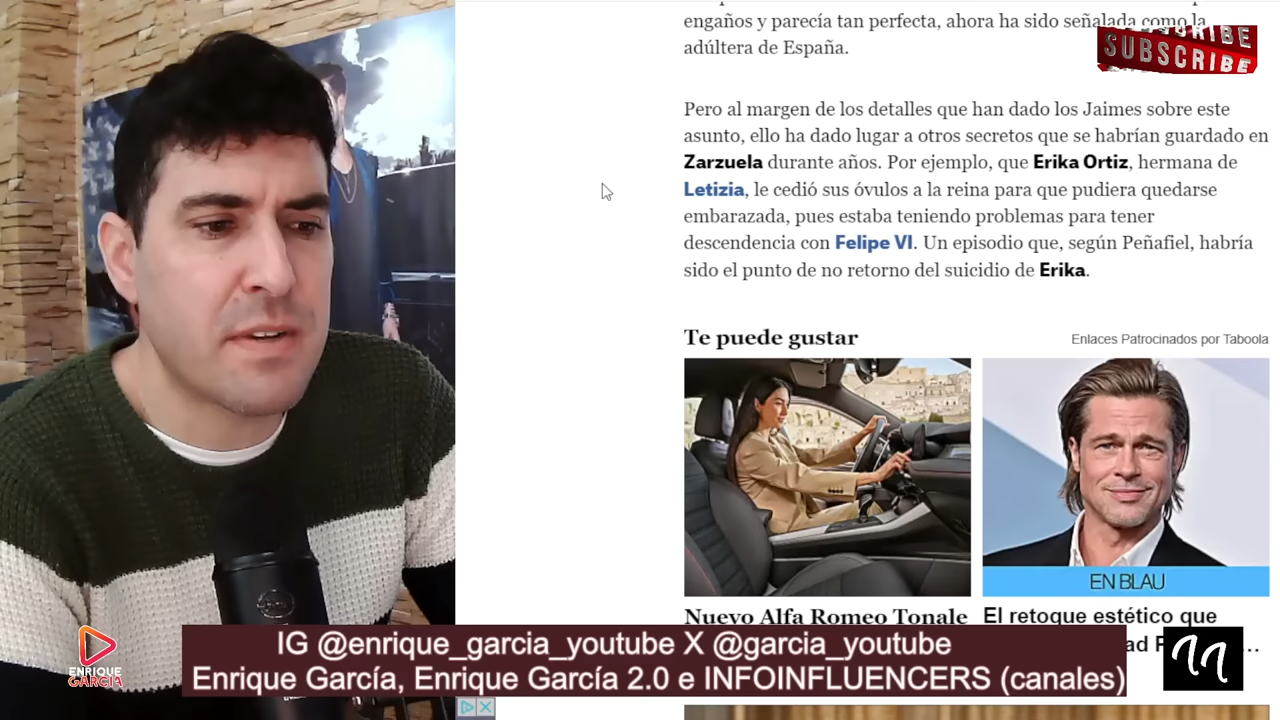 engaños y parecía tan perfecta, ahora ha sido señalada como la
adúltera de España.
SUBSCRIBE
Pero al margen de los detalles que han dado los Jaimes sobre este
asunto, ello ha dado lugar a otros secretos que se habrían guardado en
Zarzuela durante años. Por ejemplo, que Erika Ortiz, hermana de
Letizia, le cedió sus óvulos a la reina para que pudiera quedarse
embarazada, pues estaba teniendo problemas para tener
descendencia con Felipe VI. Un episodio que, según Peñafiel, habría
sido el punto de no retorno del suicidio de Erika.
Te puede gustar
Enlaces Patrocinados por Taboola
EN BLAU
Nuevo Alfa Romeo Tonale
El retoque estético que
IG @enrique_garcia_youtube X @garcia_youtube
Enrique García, Enrique García 2.0 e INFOINFLUENCERS (canales)
ENRIQUE
GARCÍA